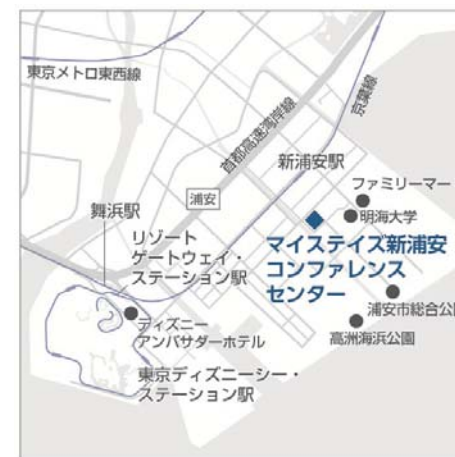 東京メトロ東西線
首都高速湾岸線
京葉線
新浦安駅
浦安
ファミリーマー
舞浜駅
明海大学
リゾート
ゲートウェイ・
ステーション駅
マイステイズ新浦安
コンファレンス
センター
ディズニー
アンバサダーホテル
浦安市総合公
高洲海浜公園
東京ディズニーシー・
ステーション駅